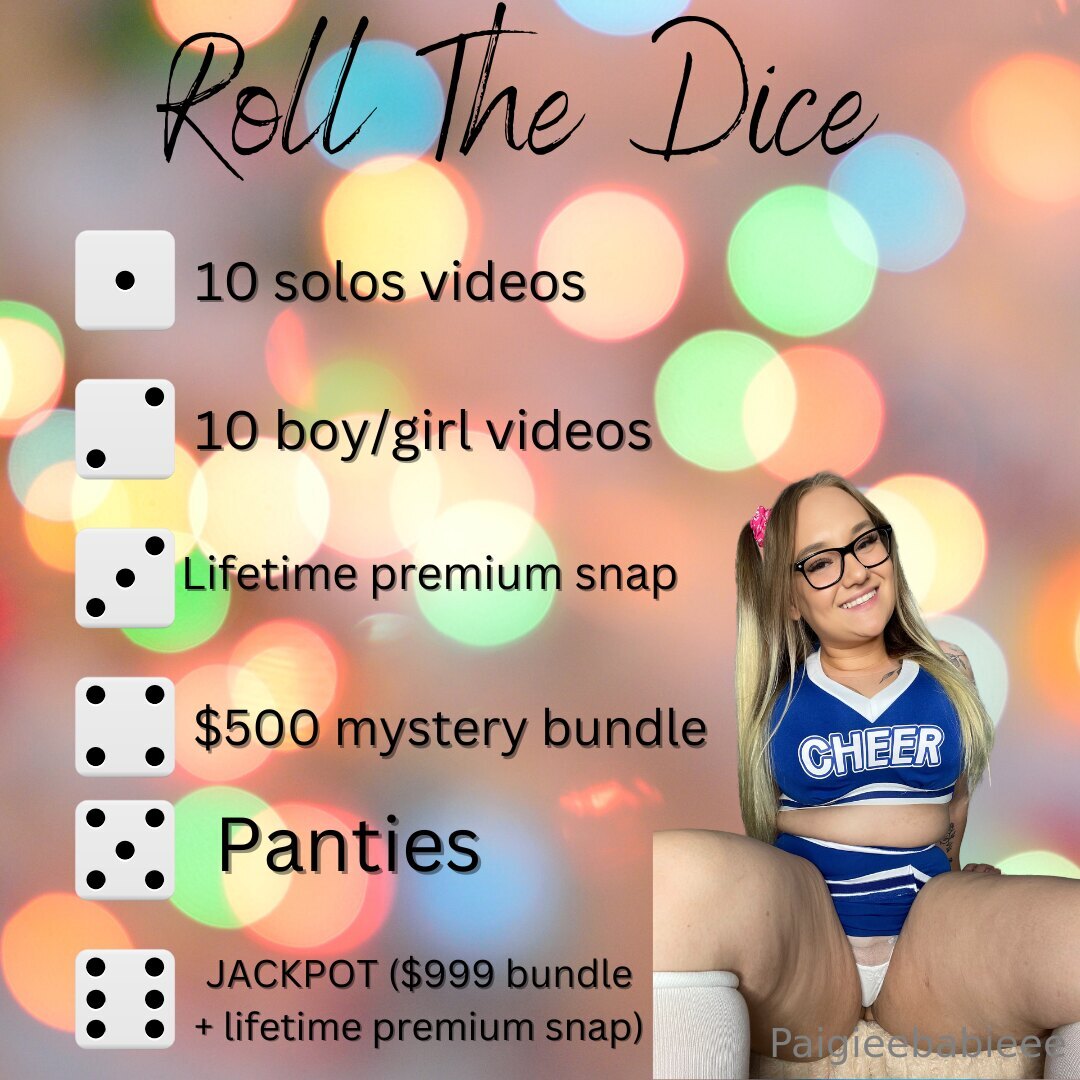 Roll The Dice
10 solos videos
10 boy/girl videos
Lifetime premium snap
$500 mystery bundle
CHEER
Panties
JACKPOT ($999 bundle
+ lifetime premium snap)
Paigieebabieee